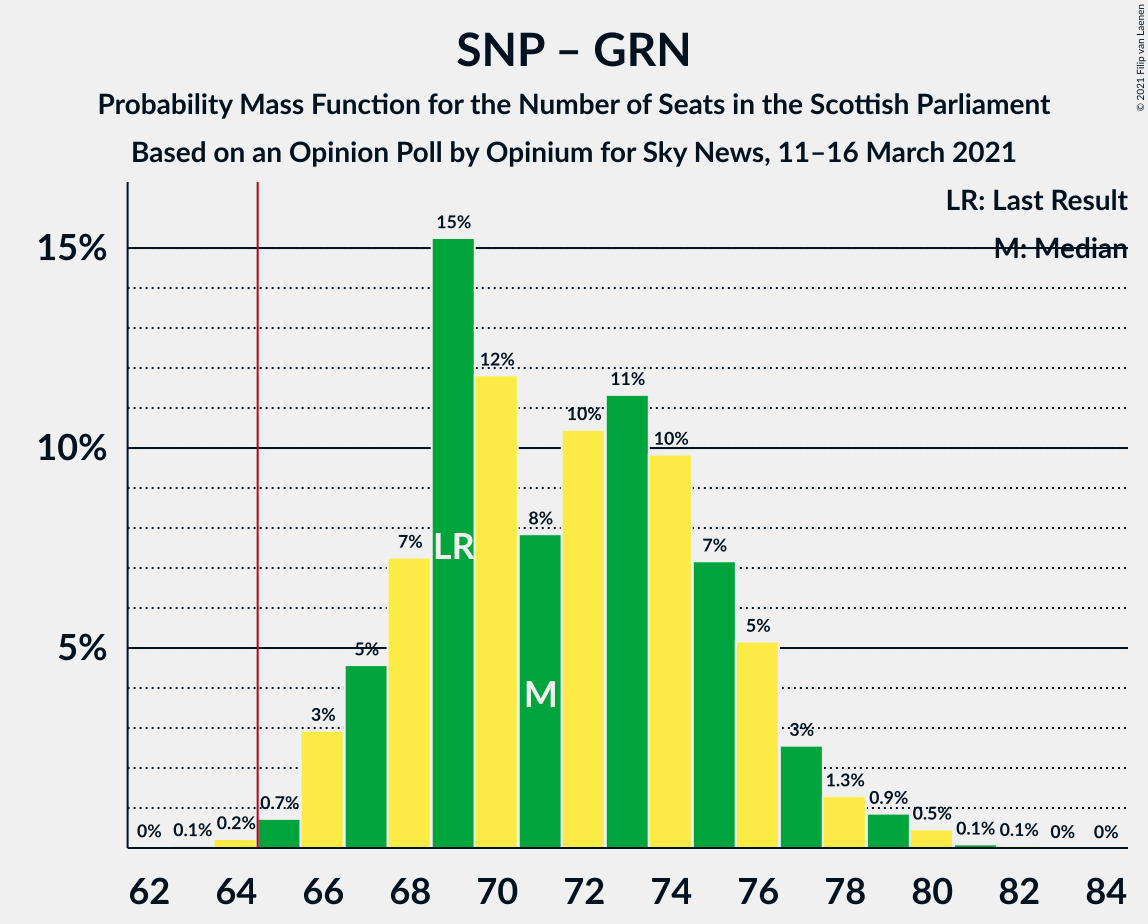 SNP – GRN
Probability Mass Function for the Number of Seats in the Scottish Parliament
Based on an Opinion Poll by Opinium for Sky News, 11–16 March 2021
© 2021 Filip van Laenen
LR: Last Result
M: Median
15%
10%
5%
0%
0.1%
0.2%
0.7%
3%
5%
7%
15%
12%
8%
10%
11%
10%
7%
5%
3%
1.3%
0.9%
0.5%
0.1%
0.1%
0%
0%
LR
M
62 64 66 68 70 72 74 76 78 80 82 84